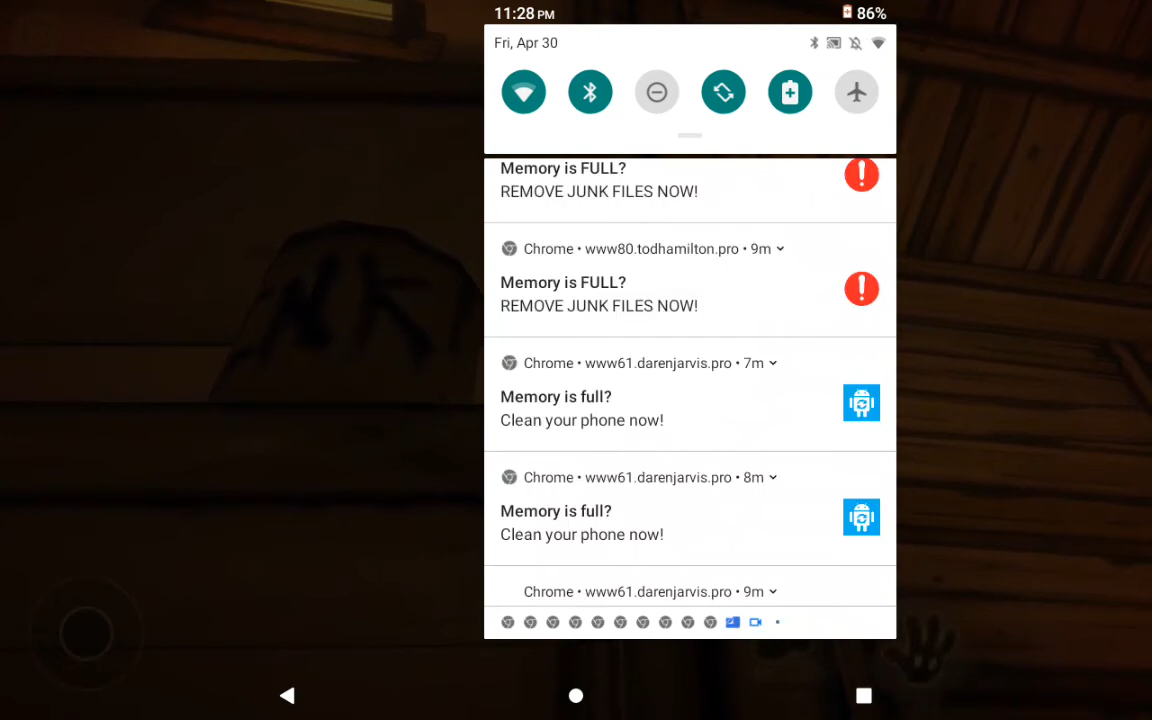 11:28 PM
86%
Fri, Apr 30
Memory is FULL?
REMOVE JUNK FILES NOW!
Chrome • www80.todhamilton.pro • 9m
Memory is FULL?
REMOVE JUNK FILES NOW!
Chrome • www61.darenjarvis.pro • 7m
Memory is full?
Clean your phone now!
Chrome • www61.darenjarvis.pro • 8m
Memory is full?
Clean your phone now!
Chrome • www61.darenjarvis.pro • 9m